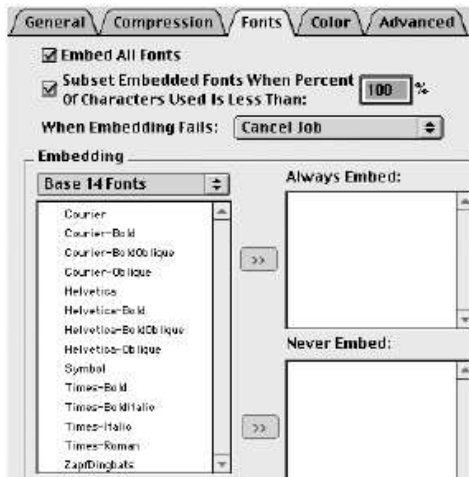 General Compression Fonts Color Advanced
Embed All Fonts
Subset Embedded Fonts When Percent
Of Characters Used Is Less Than: 100 %
When Embedding Fails: Cancel Job
Embedding
Base 14 Fonts
Always Embed:
Courier
Courier-Bold
Courier-BoldOblique
Courier-Oblique
Helvetica
Helvetica-Bold
Helvetica-BoldOblique
Helvetica-Oblique
Symbol
Times-Bold
Times-BoldItalic
Times-Italic
Times-Roman
ZapfDingbats
>>
Never Embed:
>>